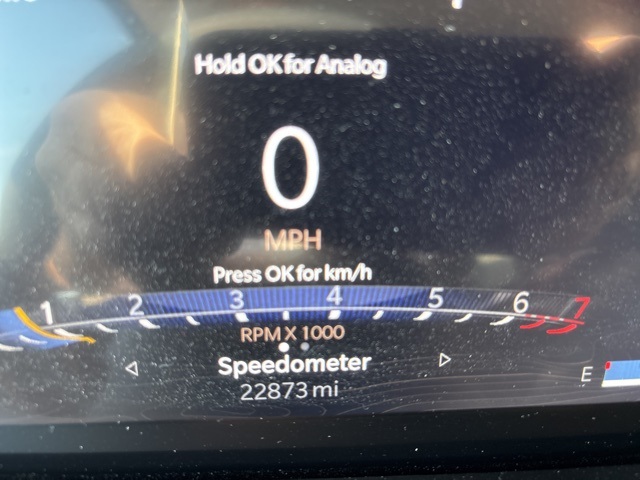 Hold OK for Analog
0
MPH
Press OK for km/h
1 2 3 4 5 6 7
RPM X 1000
Speedometer
22873 mi
E